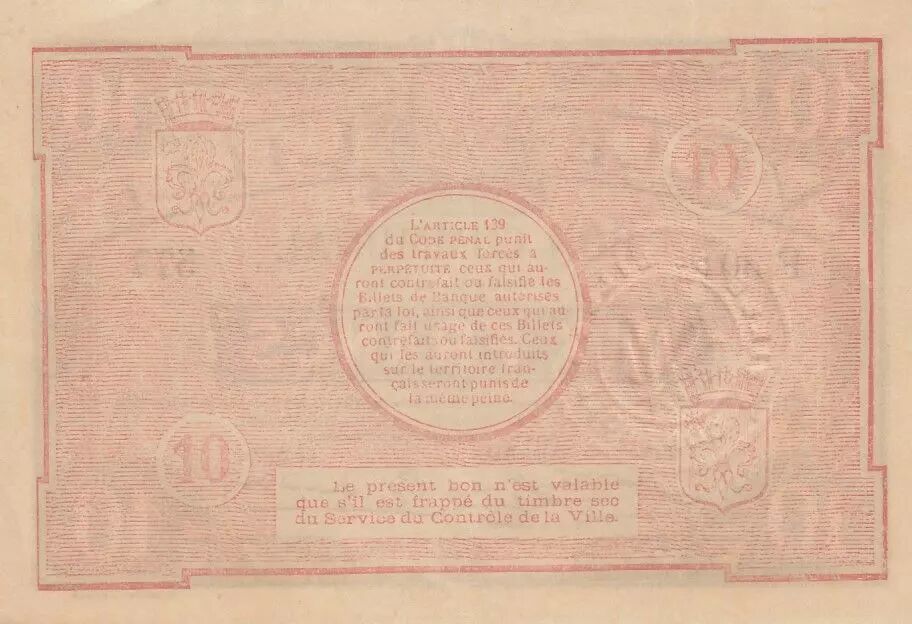 10
L'ARTICLE 139
du CODE PÉNAL punit
des travaux forcés à
PERPÉTUITÉ ceux qui au-
ront contrefait ou falsifié les
Billets de Banque autorisés
par la loi, ainsi que ceux qui au-
ront fait usage de ces Billets
contrefaits ou falsifiés. Ceux
qui les auront introduits
sur le territoire fran-
çais seront punis de
la même peine.
10
Le présent bon n'est valable
que s'il est frappé du timbre sec
du Service du Contrôle de la Ville.